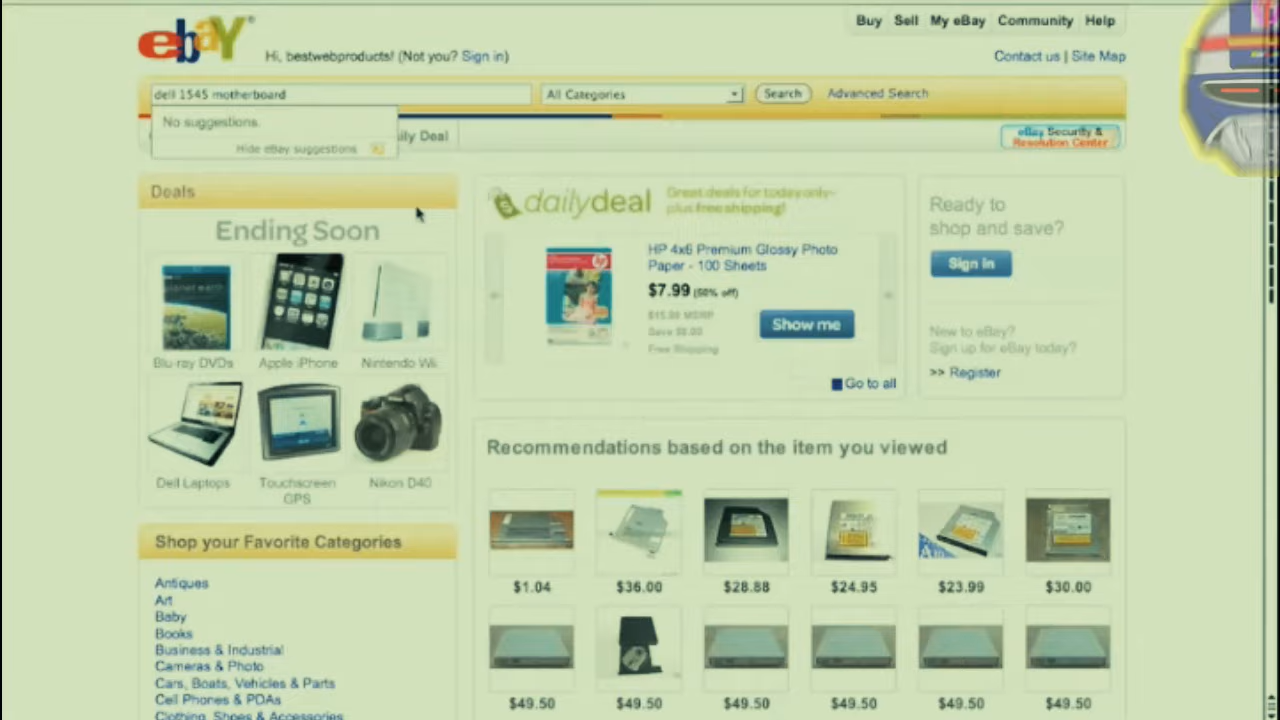 ebaY®
Buy Sell My eBay Community Help
Hi, bestwebproducts! (Not you? Sign in)
Contact us | Site Map
dell 1545 motherboard
All Categories
Search
Advanced Search
No suggestions.
Hide eBay suggestions
ily Deal
eBay Security &
Resolution Center
Deals
Ending Soon
Blu-ray DVDs
Apple iPhone
Nintendo Wii
Dell Laptops
Touchscreen
GPS
Nikon D40
dailydeal
Great deals for today only-
plus free shipping!
HP 4x6 Premium Glossy Photo
Paper - 100 Sheets
$7.99 (50% off)
Free Shipping
Show me
Go to all
Ready to
shop and save?
Sign in
New to eBay?
Sign up for eBay today?
>> Register
Recommendations based on the item you viewed
$1.04
$36.00
$28.88
$24.95
$23.99
$30.00
$49.50
$49.50
$49.50
$49.50
$49.50
$49.50
Shop your Favorite Categories
Antiques
Art
Baby
Books
Business & Industrial
Cameras & Photo
Cars, Boats, Vehicles & Parts
Cell Phones & PDAs
Clothing, Shoes & Accessories